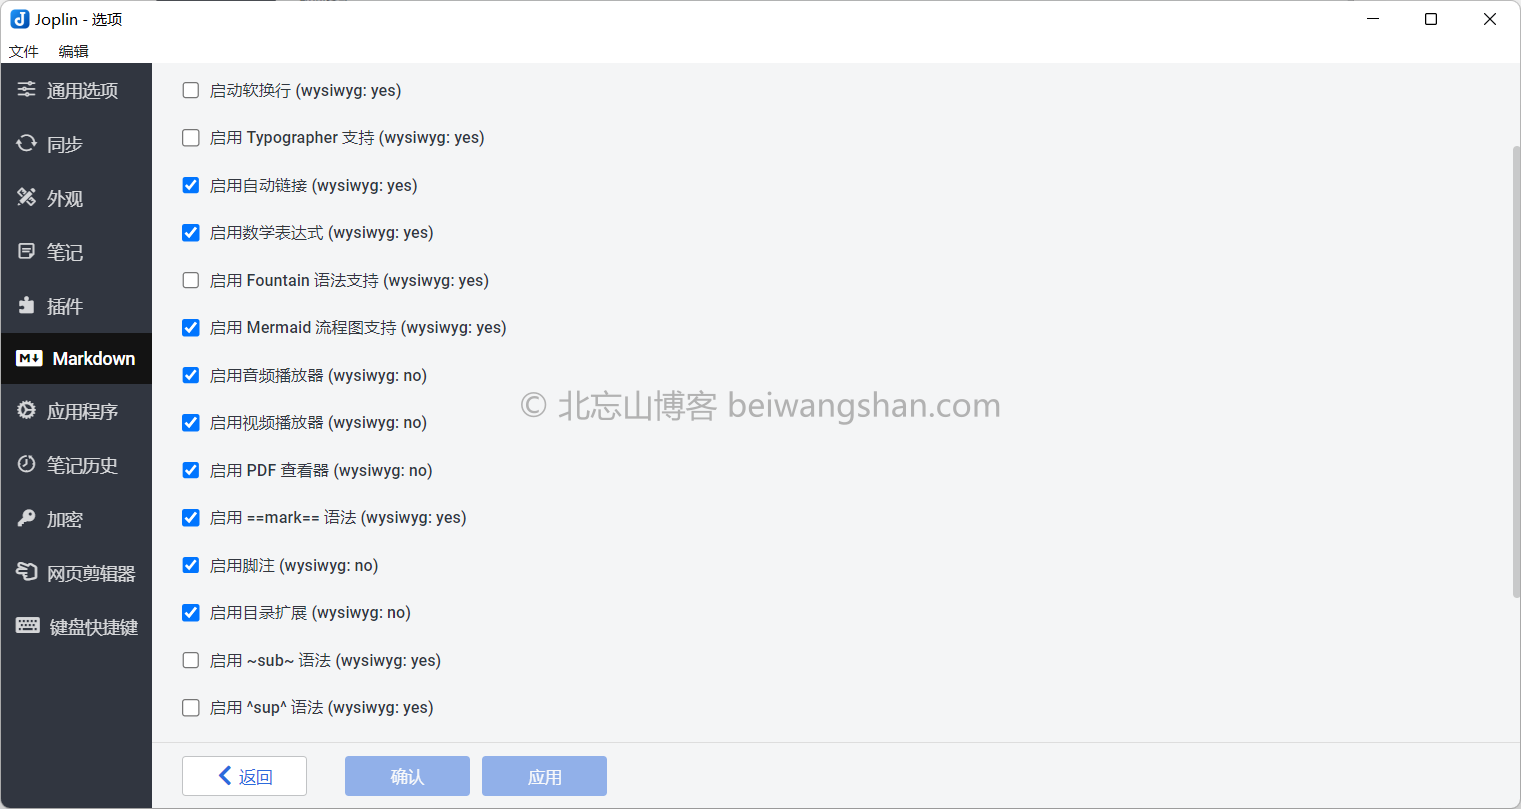 Joplin - 选项
文件 编辑
通用选项
同步
外观
笔记
插件
Markdown
应用程序
笔记历史
加密
网页剪辑器
键盘快捷键
启动软换行 (wysiwyg: yes)
启用 Typographer 支持 (wysiwyg: yes)
启用自动链接 (wysiwyg: yes)
启用数学表达式 (wysiwyg: yes)
启用 Fountain 语法支持 (wysiwyg: yes)
启用 Mermaid 流程图支持 (wysiwyg: yes)
启用音频播放器 (wysiwyg: no)
启用视频播放器 (wysiwyg: no)
启用 PDF 查看器 (wysiwyg: no)
启用 ==mark== 语法 (wysiwyg: yes)
启用脚注 (wysiwyg: no)
启用目录扩展 (wysiwyg: no)
启用 ~sub~ 语法 (wysiwyg: yes)
启用 ^sup^ 语法 (wysiwyg: yes)
© 北忘山博客 beiwangshan.com
返回 确认 应用